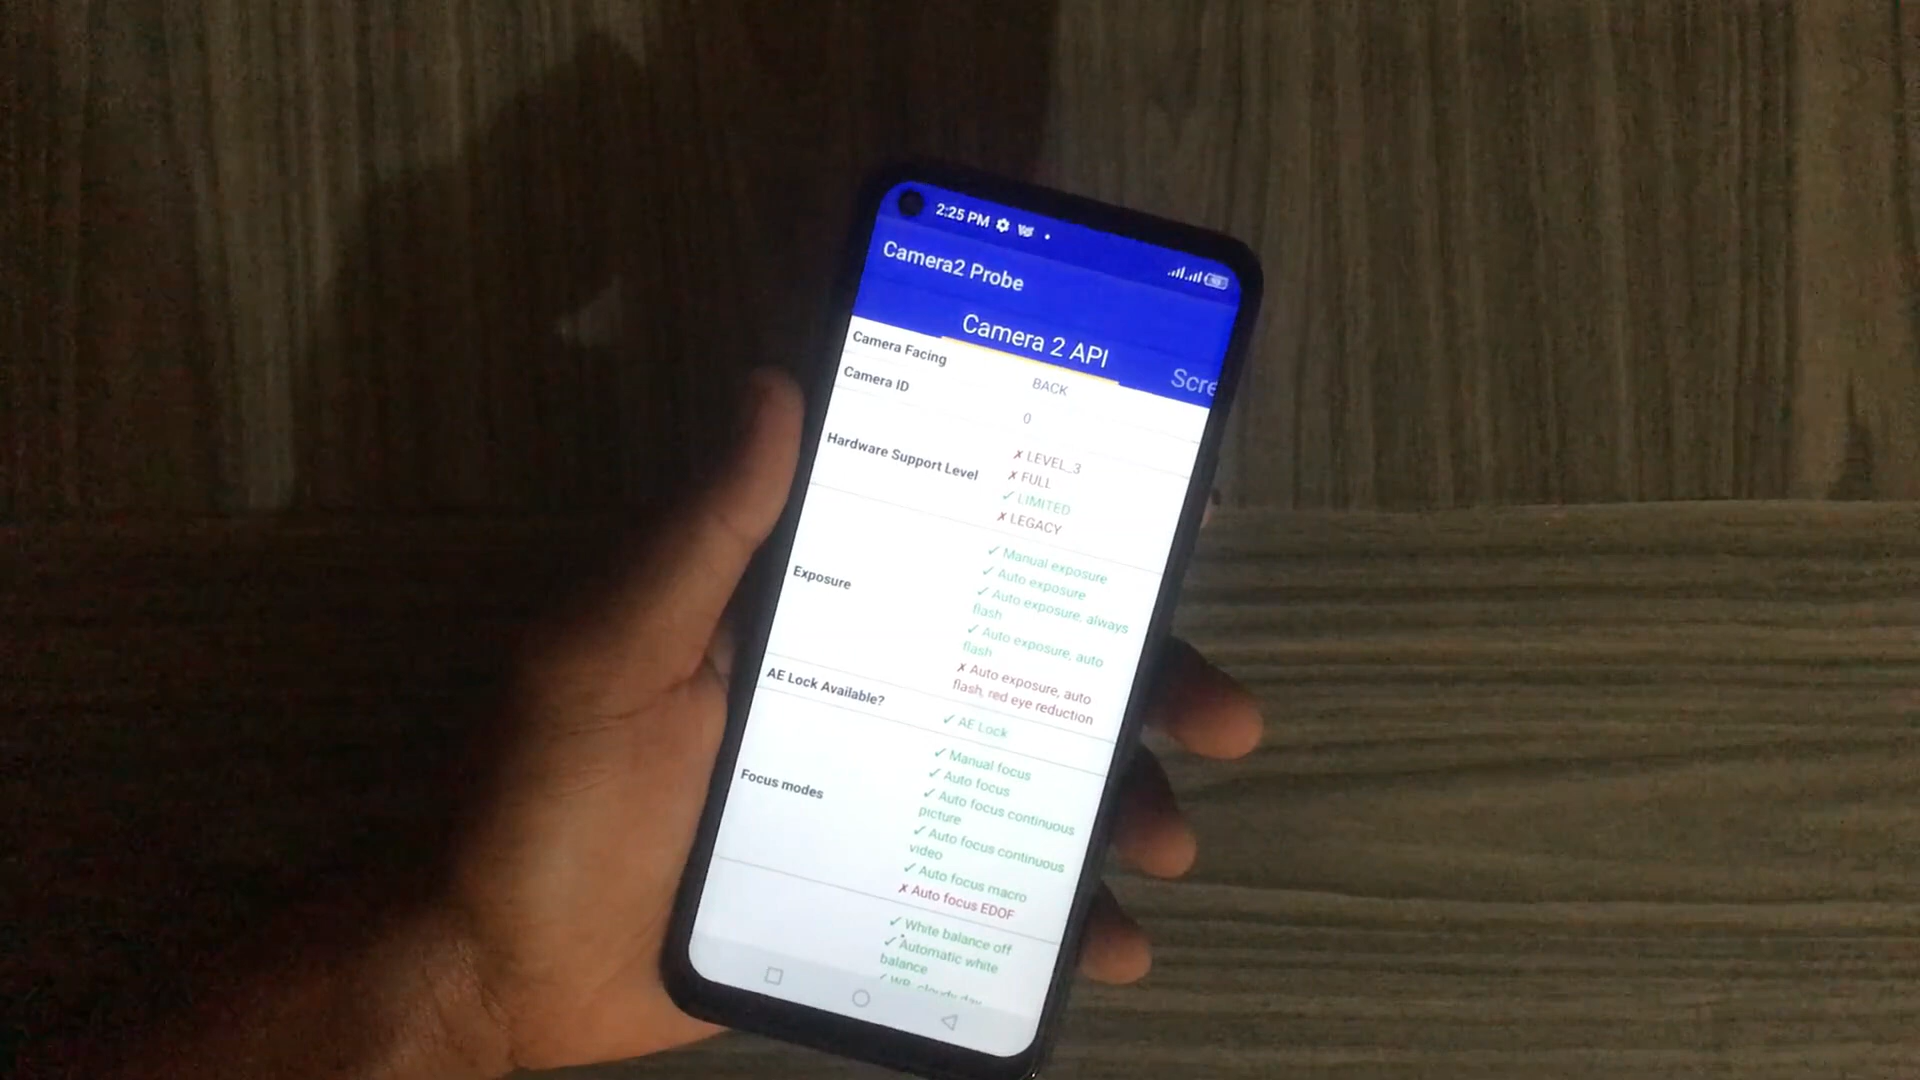 2:25 PM
Camera2 Probe
Camera 2 API
Scre
Camera Facing
BACK
Camera ID
0
Hardware Support Level
✗ LEVEL_3
✗ FULL
✓ LIMITED
✗ LEGACY
Exposure
✓ Manual exposure
✓ Auto exposure
✓ Auto exposure, always
flash
✓ Auto exposure, auto
flash
✗ Auto exposure, auto
flash, red eye reduction
AE Lock Available?
✓ AE Lock
Focus modes
✓ Manual focus
✓ Auto focus
✓ Auto focus continuous
picture
✓ Auto focus continuous
video
✓ Auto focus macro
✗ Auto focus EDOF
✓ White balance off
✓ Automatic white
balance
✓ WB, cloudy day